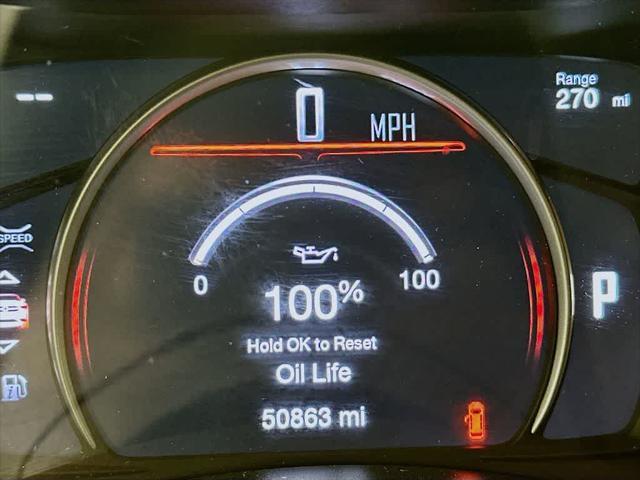 0 MPH
Range
270 mi
--
SPEED
0 100
100%
Hold OK to Reset
Oil Life
50863 mi
P